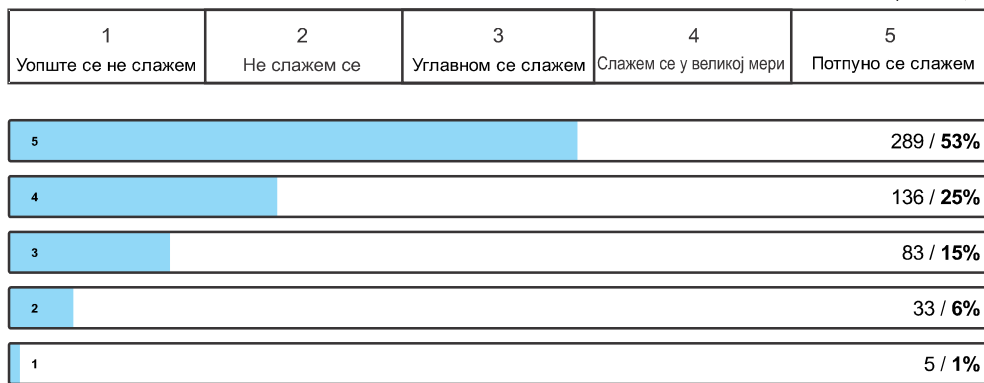 1 2 3 4 5
Уопште се не слажем Не слажем се Углавном се слажем Слажем се у великој мери Потпуно се слажем
5 289 / 53%
4 136 / 25%
3 83 / 15%
2 33 / 6%
1 5 / 1%